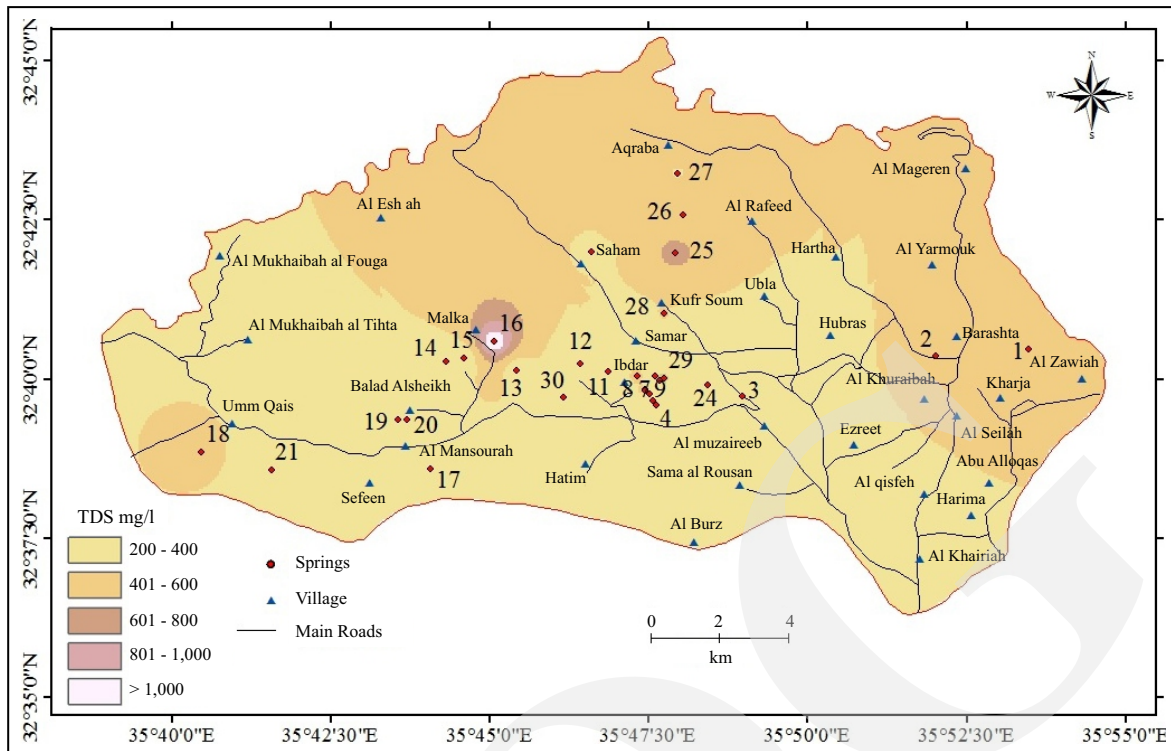 35°40'0"E 35°42'30"E 35°45'0"E 35°47'30"E 35°50'0"E 35°52'30"E 35°55'0"E
32°45'0"N
32°42'30"N
32°40'0"N
32°37'30"N
32°35'0"N
N
W E
S
Aqraba
27
Al Mageren
26
Al Rafeed
Al Esh ah
Saham
25
Hartha
Al Yarmouk
Al Mukhaibah al Fouga
Ubla
28
Kufr Soum
Al Mukhaibah al Tihta
Malka
16
Samar
Hubras
Barashta
14
15
12
Ibdar
29
2
1
Al Zawiah
13
30
11
8
7
9
24
3
Al Khuraibah
Kharja
Balad Alsheikh
Umm Qais
19
20
4
Al Seilah
18
21
Al Mansourah
17
Al muzaireeb
Ezreet
Abu Alloqas
Sefeen
Hatim
Sama al Rousan
Al qisfeh
Harima
Al Burz
Al Khairiah
TDS mg/l
200 - 400
401 - 600
601 - 800
801 - 1,000
> 1,000
Springs
Village
Main Roads
0 2 4
km